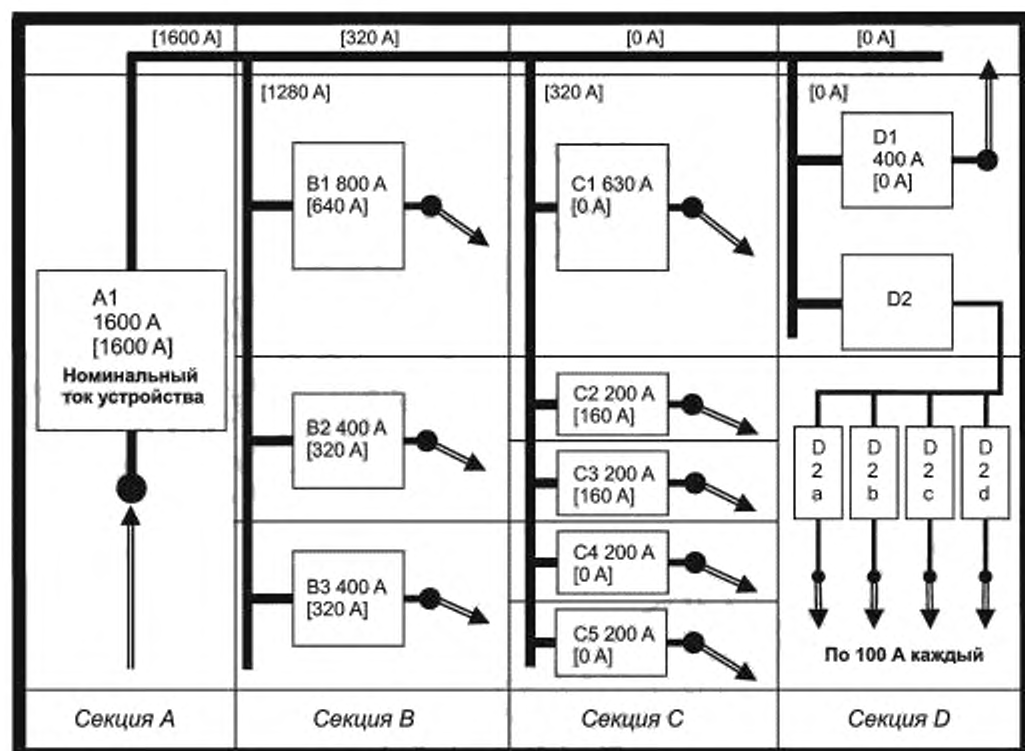 [1600 A]
[320 A]
[0 A]
[0 A]
[1280 A]
[320 A]
[0 A]
A1
1600 A
[1600 A]
Номинальный
ток устройства
B1 800 A
[640 A]
B2 400 A
[320 A]
B3 400 A
[320 A]
C1 630 A
[0 A]
C2 200 A
[160 A]
C3 200 A
[160 A]
C4 200 A
[0 A]
C5 200 A
[0 A]
D1
400 A
[0 A]
D2
D
2
a
D
2
b
D
2
c
D
2
d
По 100 А каждый
Секция A
Секция B
Секция C
Секция D